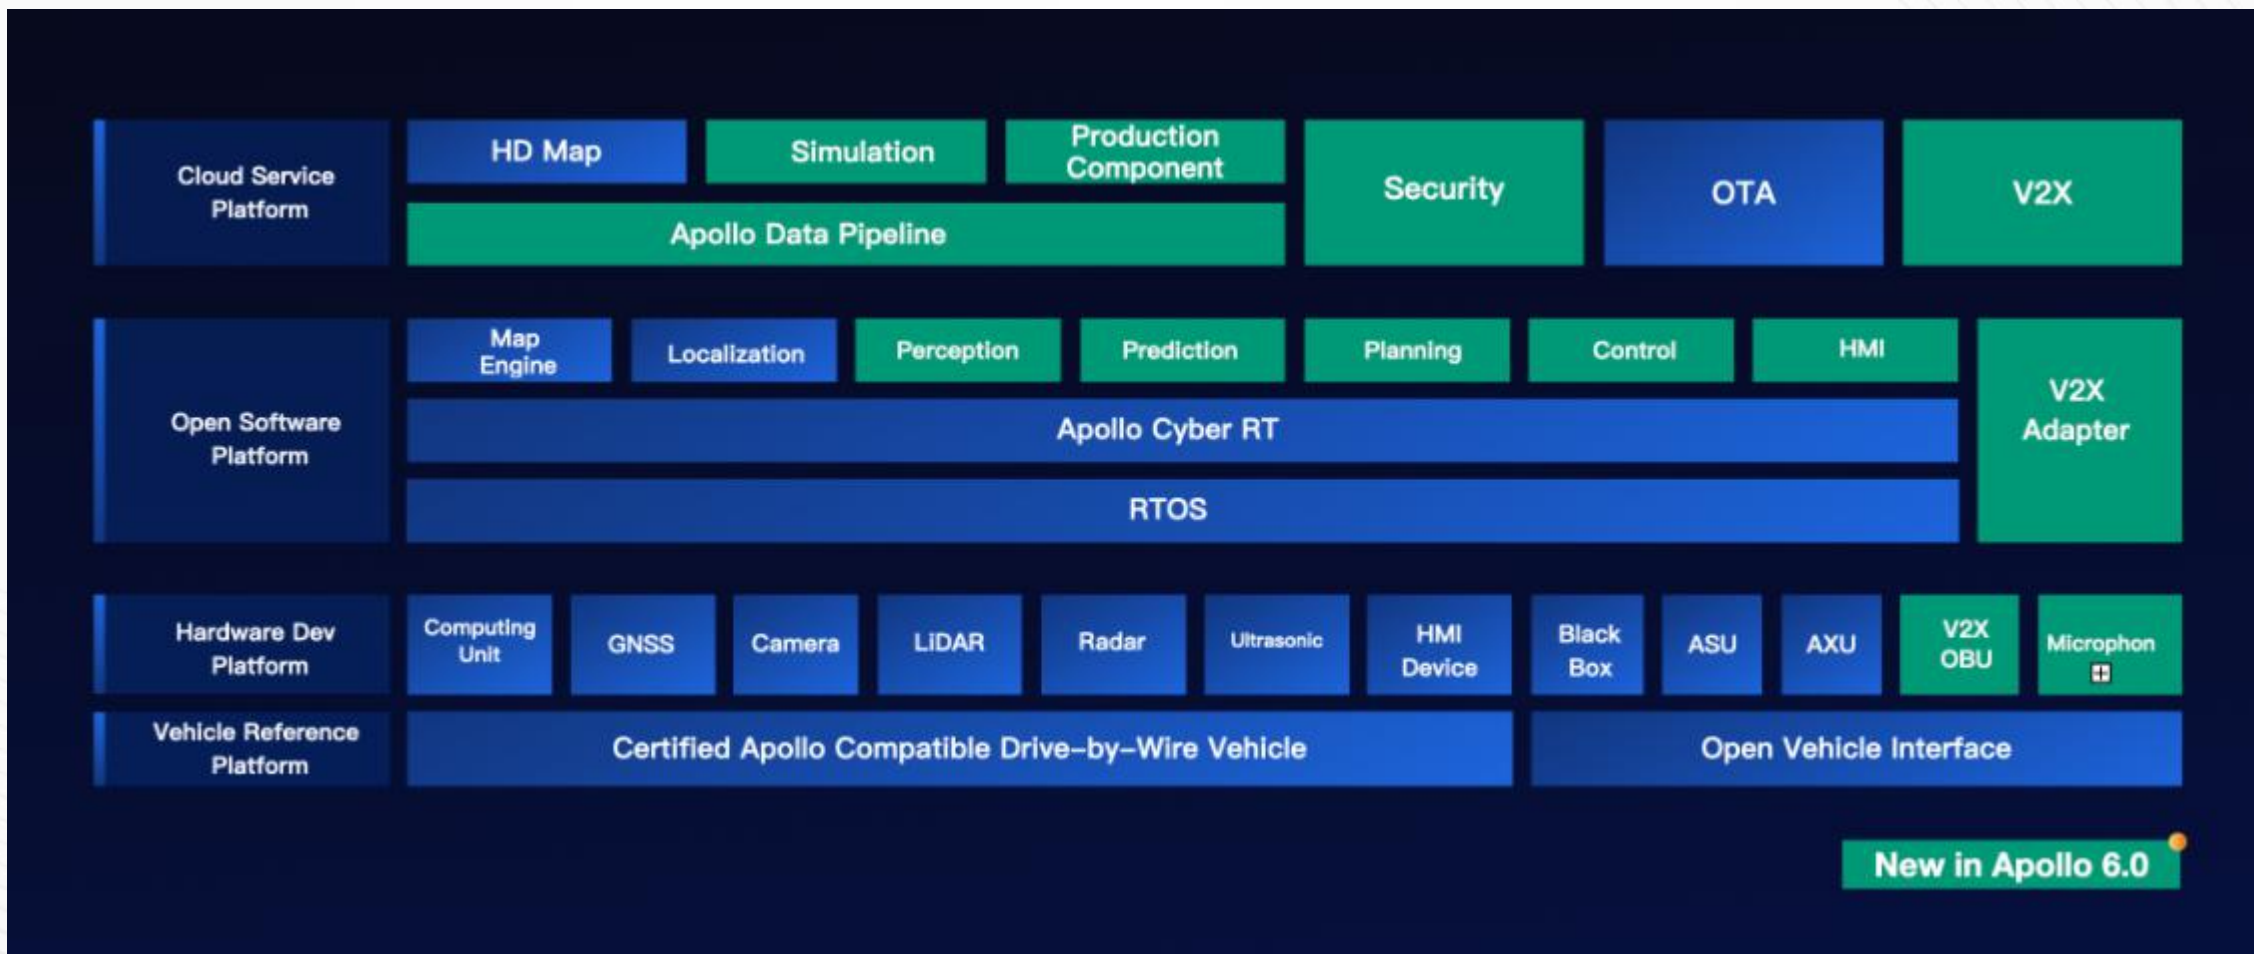 Cloud Service
Platform
HD Map
Simulation
Production
Component
Apollo Data Pipeline
Security
OTA
V2X
Open Software
Platform
Map
Engine
Localization
Perception
Prediction
Planning
Control
HMI
Apollo Cyber RT
RTOS
V2X
Adapter
Hardware Dev
Platform
Computing
Unit
GNSS
Camera
LiDAR
Radar
Ultrasonic
HMI
Device
Black
Box
ASU
AXU
V2X
OBU
Microphon
Vehicle Reference
Platform
Certified Apollo Compatible Drive-by-Wire Vehicle
Open Vehicle Interface
New in Apollo 6.0